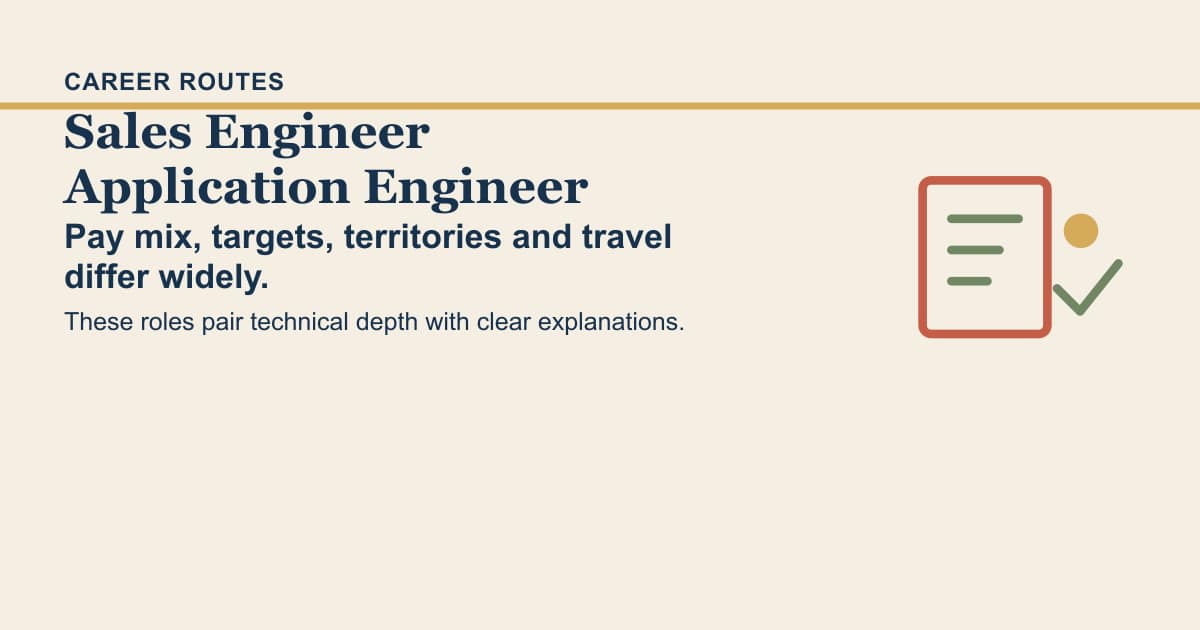 CAREER ROUTES
Sales Engineer
Application Engineer
Pay mix, targets, territories and travel
differ widely.
These roles pair technical depth with clear explanations.